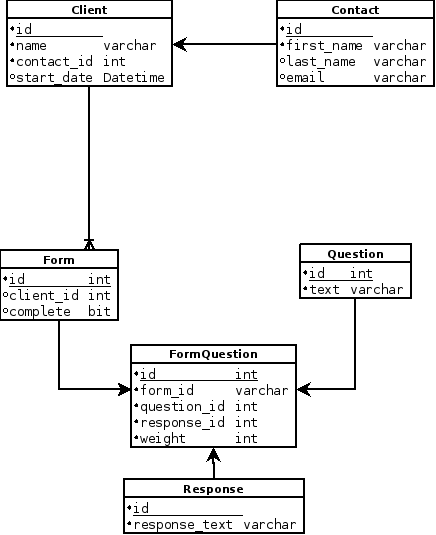 Client
id
name varchar
contact_id int
start_date Datetime
Contact
id
first_name varchar
last_name varchar
email varchar
Form
id int
client_id int
complete bit
Question
id int
text varchar
FormQuestion
id int
form_id varchar
question_id int
response_id int
weight int
Response
id
response_text varchar